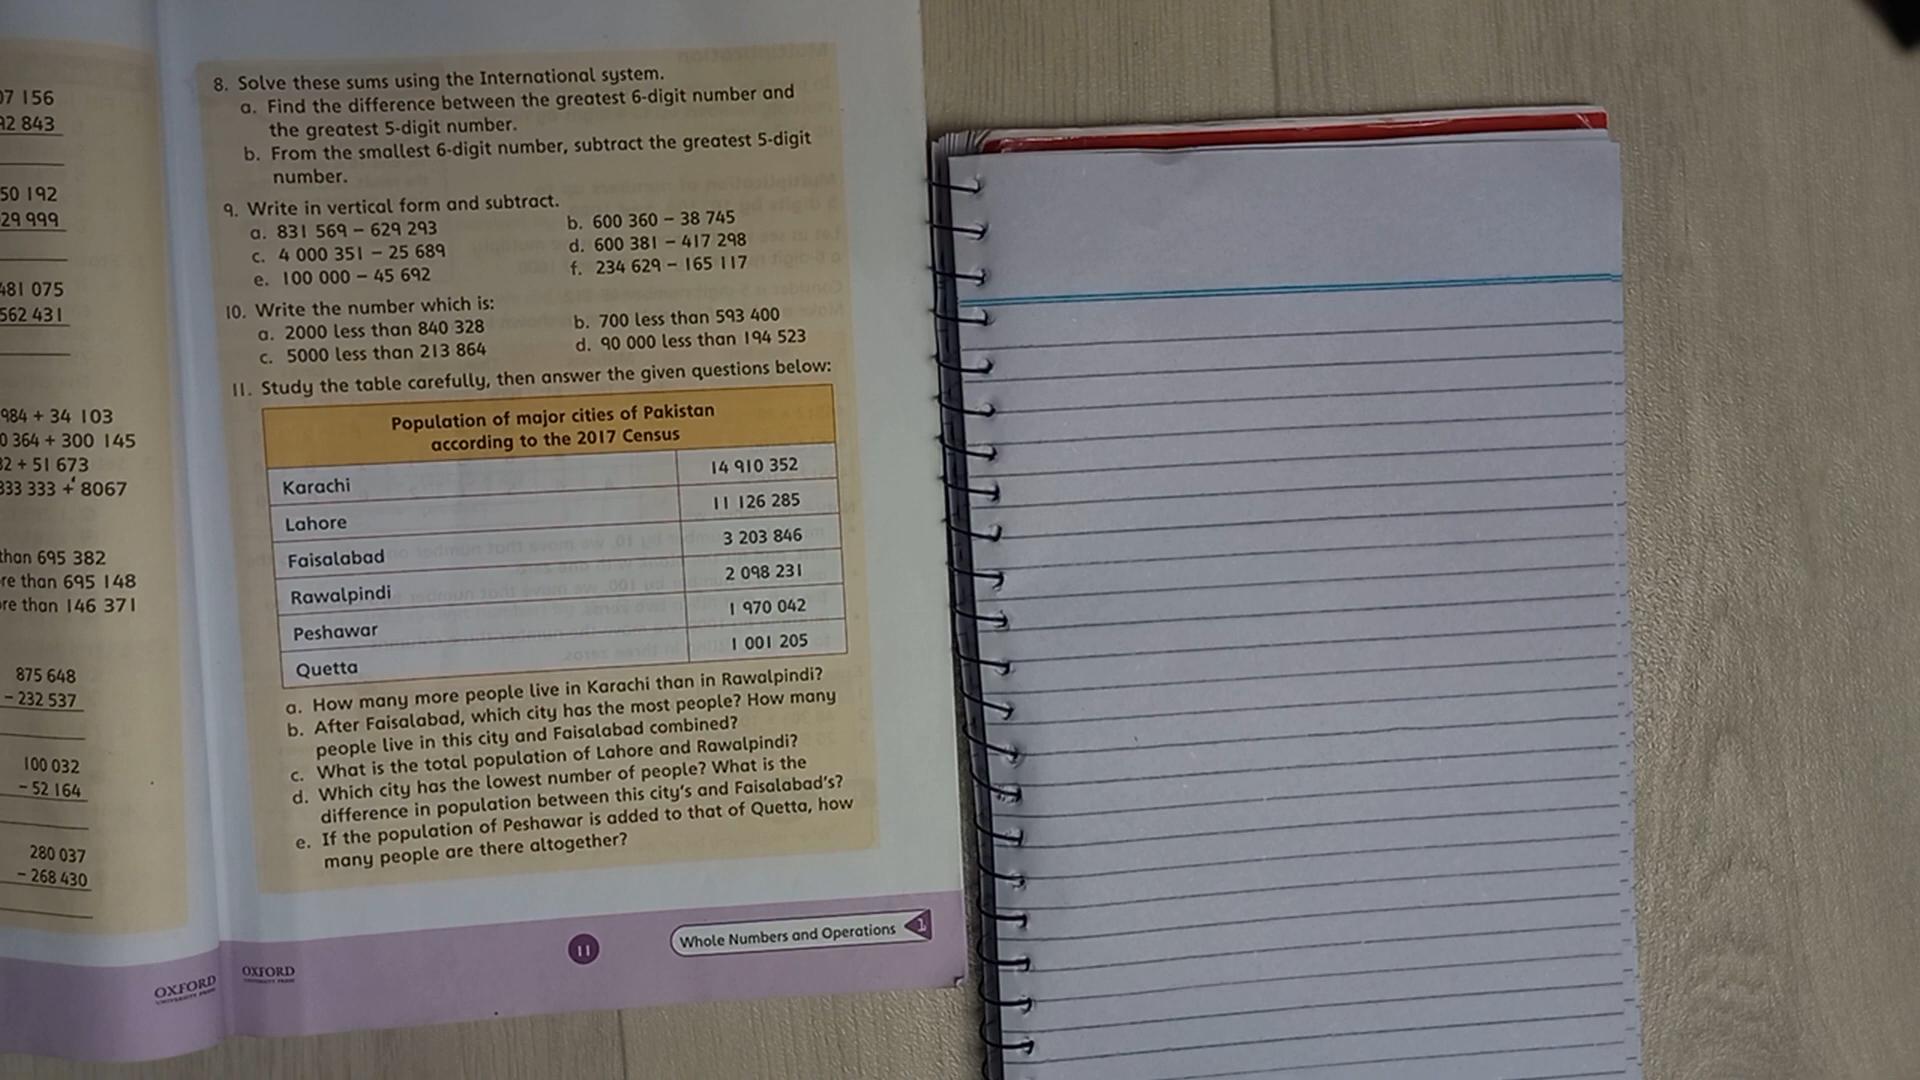 07 156
92 843
50 192
29 999
481 075
562 431
984 + 34 103
0 364 + 300 145
32 + 51 673
333 333 + 8067
than 695 382
re than 695 148
re than 146 371
875 648
– 232 537
100 032
– 52 164
280 037
– 268 430
OXFORD
UNIVERSITY PRESS
8. Solve these sums using the International system.
a. Find the difference between the greatest 6-digit number and
the greatest 5-digit number.
b. From the smallest 6-digit number, subtract the greatest 5-digit
number.
9. Write in vertical form and subtract.
a. 831 569 – 629 293 b. 600 360 – 38 745
c. 4 000 351 – 25 689 d. 600 381 – 417 298
e. 100 000 – 45 692 f. 234 629 – 165 117
10. Write the number which is:
a. 2000 less than 840 328 b. 700 less than 593 400
c. 5000 less than 213 864 d. 90 000 less than 194 523
11. Study the table carefully, then answer the given questions below:
Population of major cities of Pakistan
according to the 2017 Census
Karachi 14 910 352
Lahore 11 126 285
Faisalabad 3 203 846
Rawalpindi 2 098 231
Peshawar 1 970 042
Quetta 1 001 205
a. How many more people live in Karachi than in Rawalpindi?
b. After Faisalabad, which city has the most people? How many
people live in this city and Faisalabad combined?
c. What is the total population of Lahore and Rawalpindi?
d. Which city has the lowest number of people? What is the
difference in population between this city's and Faisalabad's?
e. If the population of Peshawar is added to that of Quetta, how
many people are there altogether?
OXFORD
UNIVERSITY PRESS
11
Whole Numbers and Operations 1